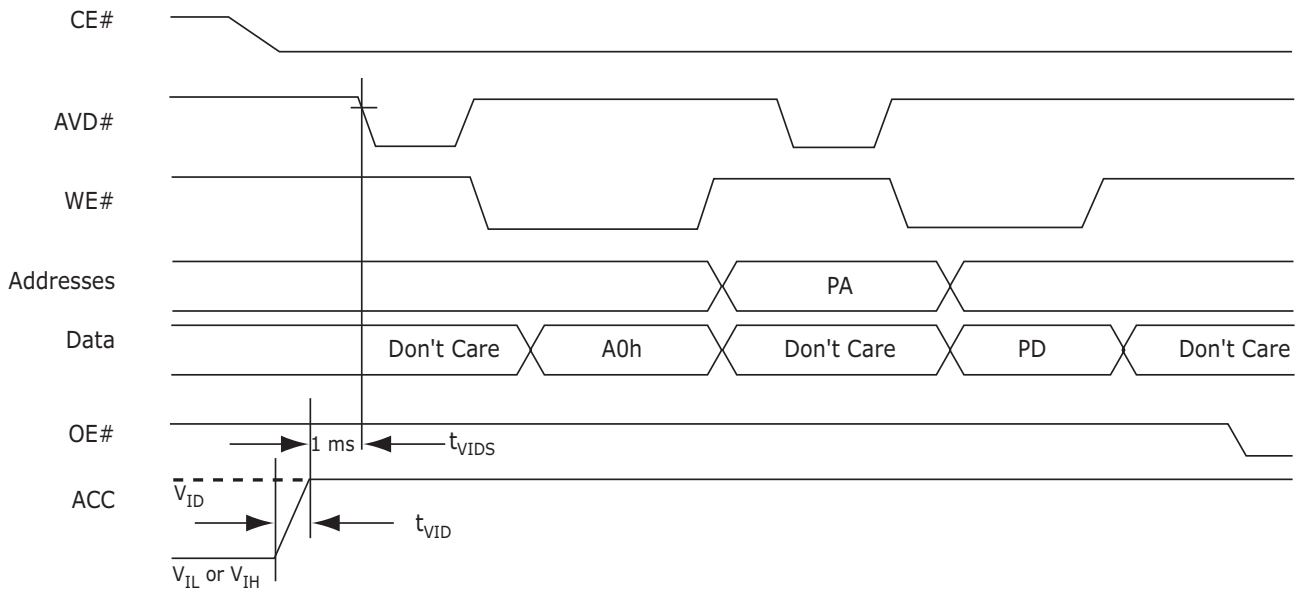 CE#
AVD#
WE#
Addresses
PA
Data
Don't Care
A0h
Don't Care
PD
Don't Care
OE#
1 ms
tVIDS
ACC
VID
tVID
VIL or VIH